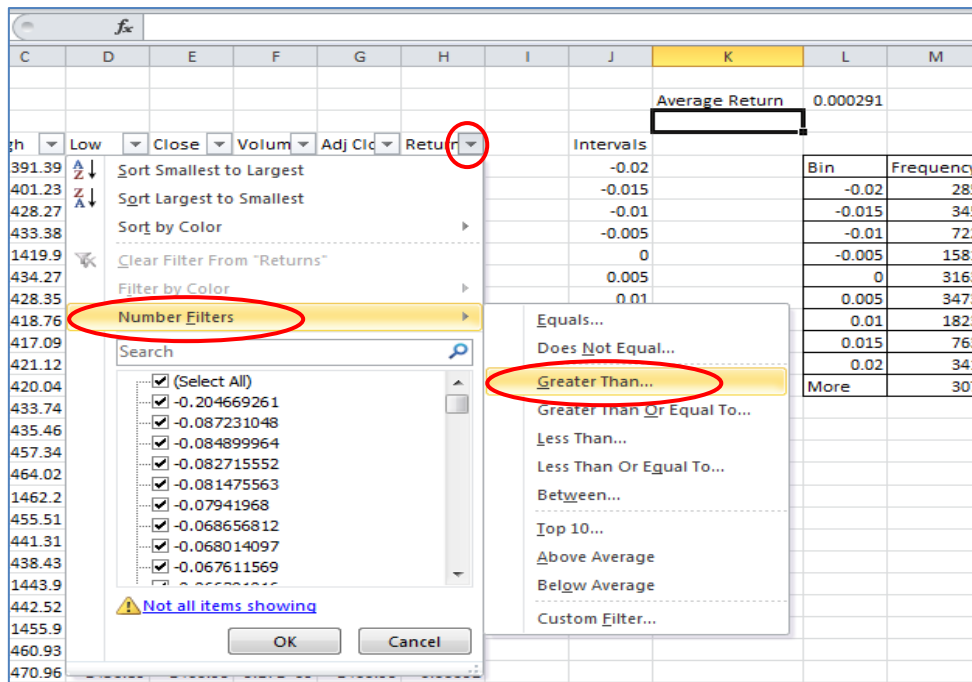 fx
C D E F G H I J K L M
Average Return 0.000291
Low Close Volum Adj Clo Return Intervals
391.39 Sort Smallest to Largest -0.02 Bin Frequency
401.23 Sort Largest to Smallest -0.015 -0.02
428.27 -0.01 -0.015
433.38 Sort by Color -0.005 -0.01
1419.9 Clear Filter From "Returns" 0 -0.005
434.27 Filter by Color 0.005 0
428.35 0.01 0.005
418.76 Number Filters Equals... 0.01
417.09 Search Does Not Equal... 0.015
421.12 (Select All) Greater Than... 0.02
420.04 -0.204669261 More
433.74 -0.087231048 Greater Than Or Equal To...
435.46 -0.084899964 Less Than...
457.34 -0.082715552
464.02 -0.081475563 Less Than Or Equal To...
1462.2 -0.07941968 Between...
455.51 -0.068656812 Top 10...
441.31 -0.068014097 Above Average
438.43 -0.067611569
1443.9 Below Average
442.52 Not all items showing Custom Filter...
1455.9
460.93 OK Cancel
470.96